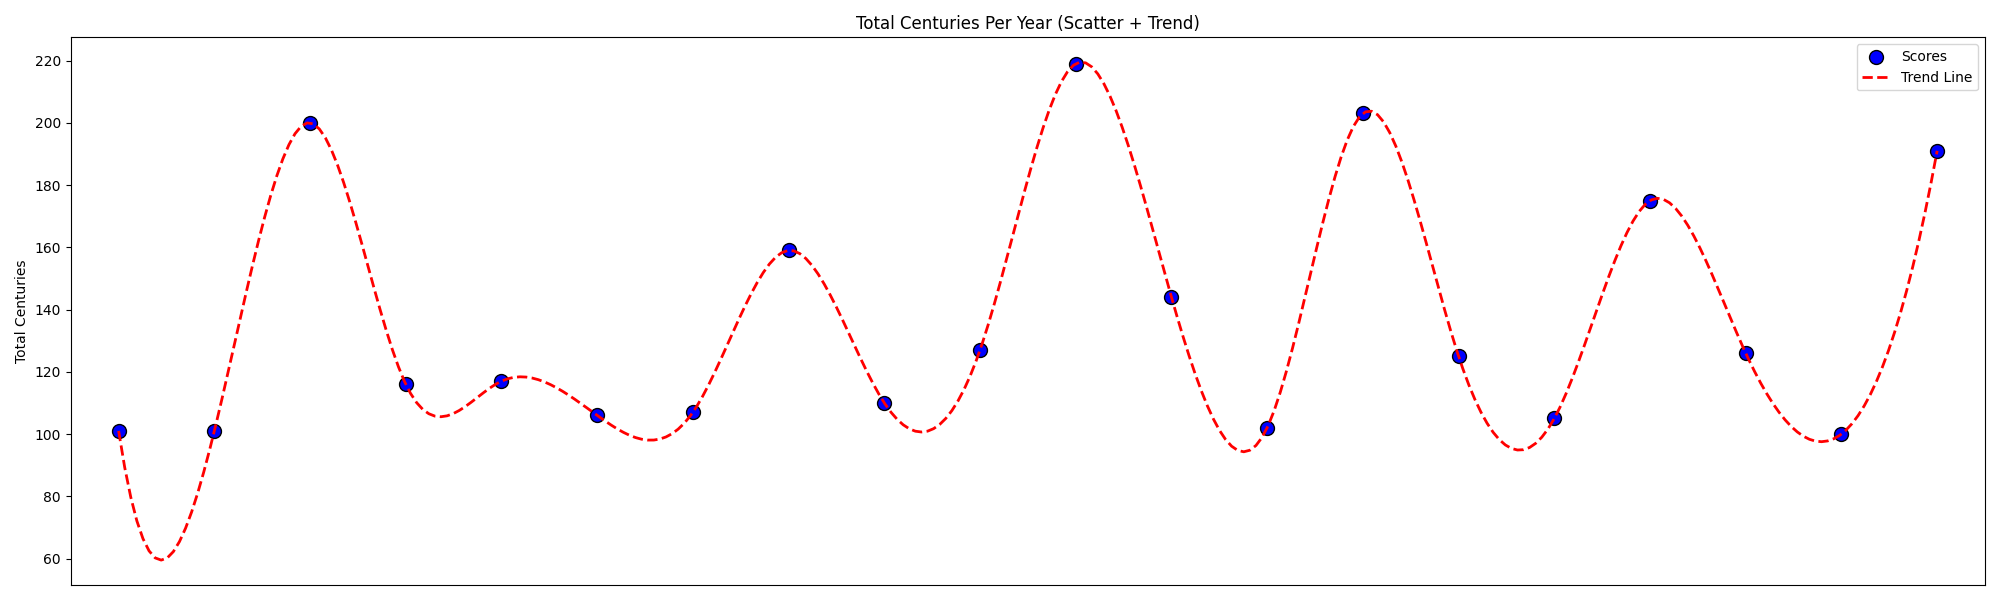 Total Centuries Per Year (Scatter + Trend)
Scores
Trend Line
220
200
180
160
140
120
100
80
60
Total Centuries